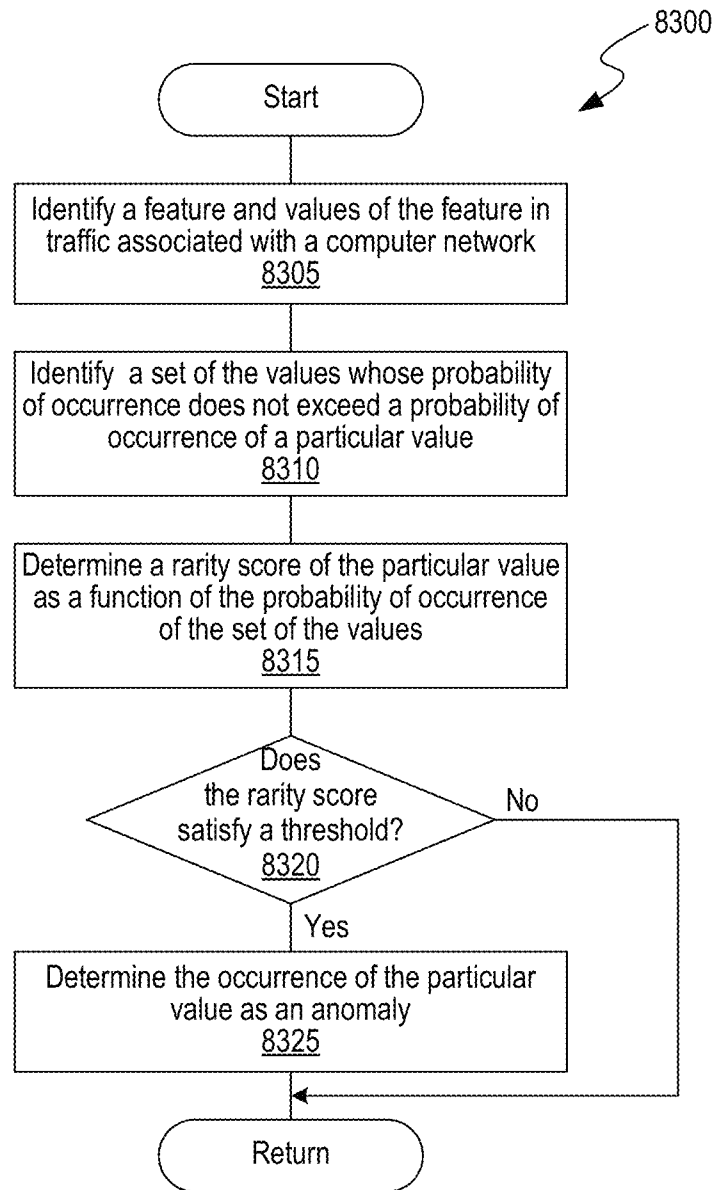 8300
Start
Identify a feature and values of the feature in
traffic associated with a computer network
8305
Identify a set of the values whose probability
of occurrence does not exceed a probability of
occurrence of a particular value
8310
Determine a rarity score of the particular value
as a function of the probability of occurrence
of the set of the values
8315
Does
the rarity score
satisfy a threshold?
8320
No
Yes
Determine the occurrence of the particular
value as an anomaly
8325
Return